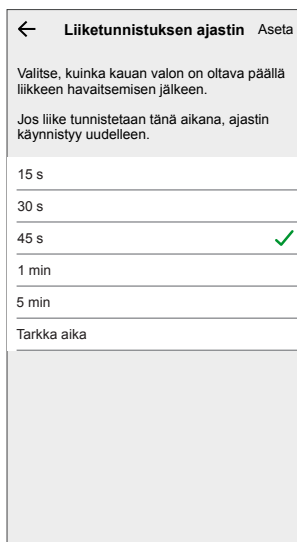 Liiketunnistuksen ajastin Aseta
Valitse, kuinka kauan valon on oltava päällä
liikkeen havaitsemisen jälkeen.
Jos liike tunnistetaan tänä aikana, ajastin
käynnistyy uudelleen.
15 s
30 s
45 s
1 min
5 min
Tarkka aika